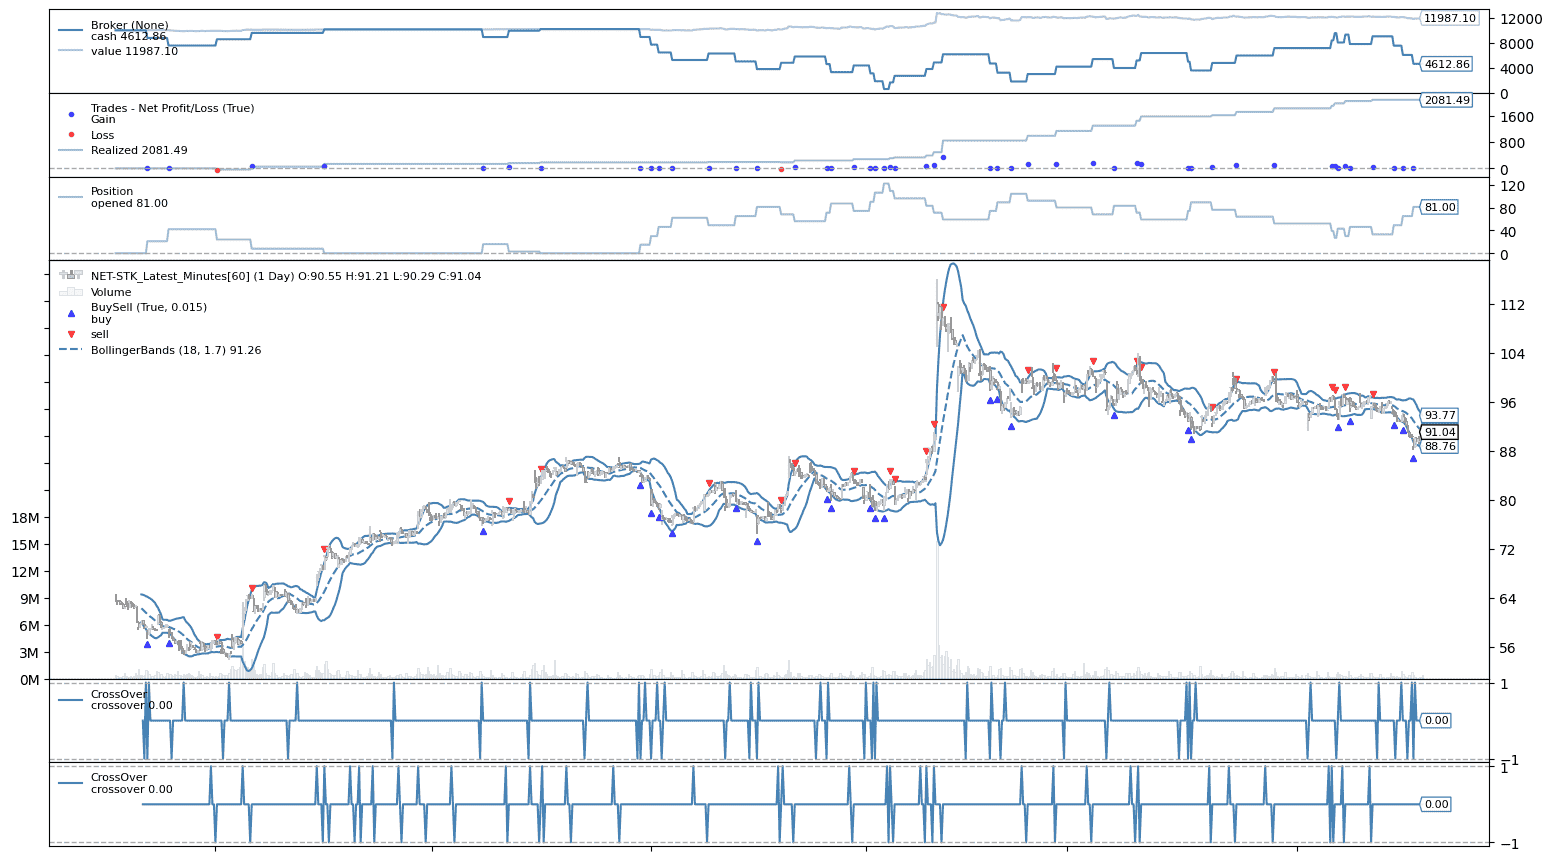 Broker (None)
cash 4612.86
value 11987.10
11987.10
4612.86
12000
8000
4000
0
Trades - Net Profit/Loss (True)
Gain
Loss
Realized 2081.49
2081.49
1600
800
0
Position
opened 81.00
120
80
40
0
81.00
NET-STK_Latest_Minutes[60] (1 Day) O:90.55 H:91.21 L:90.29 C:91.04
Volume
BuySell (True, 0.015)
buy
sell
BollingerBands (18, 1.7) 91.26
112
104
96
88
80
72
64
56
93.77
91.04
88.76
18M
15M
12M
9M
6M
3M
0M
CrossOver
crossover 0.00
1
0.00
−1
CrossOver
crossover 0.00
1
0.00
−1